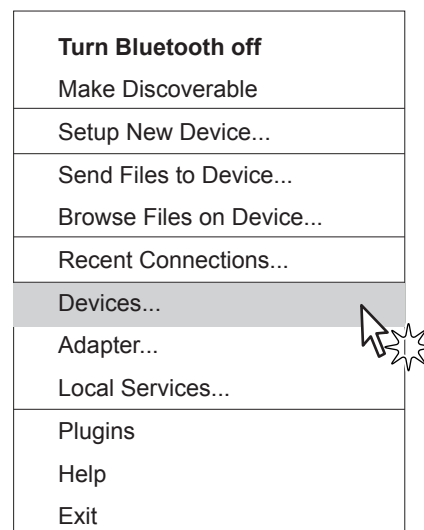 Turn Bluetooth off
Make Discoverable
Setup New Device...
Send Files to Device...
Browse Files on Device...
Recent Connections...
Devices...
Adapter...
Local Services...
Plugins
Help
Exit